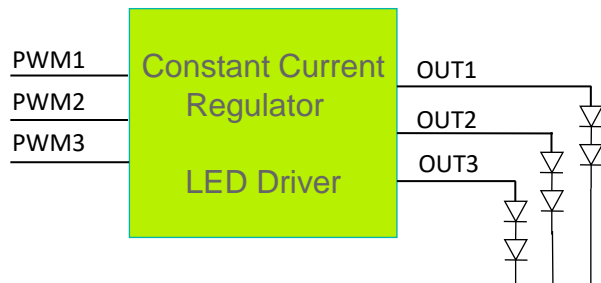 PWM1
PWM2
PWM3
Constant Current
Regulator
LED Driver
OUT1
OUT2
OUT3